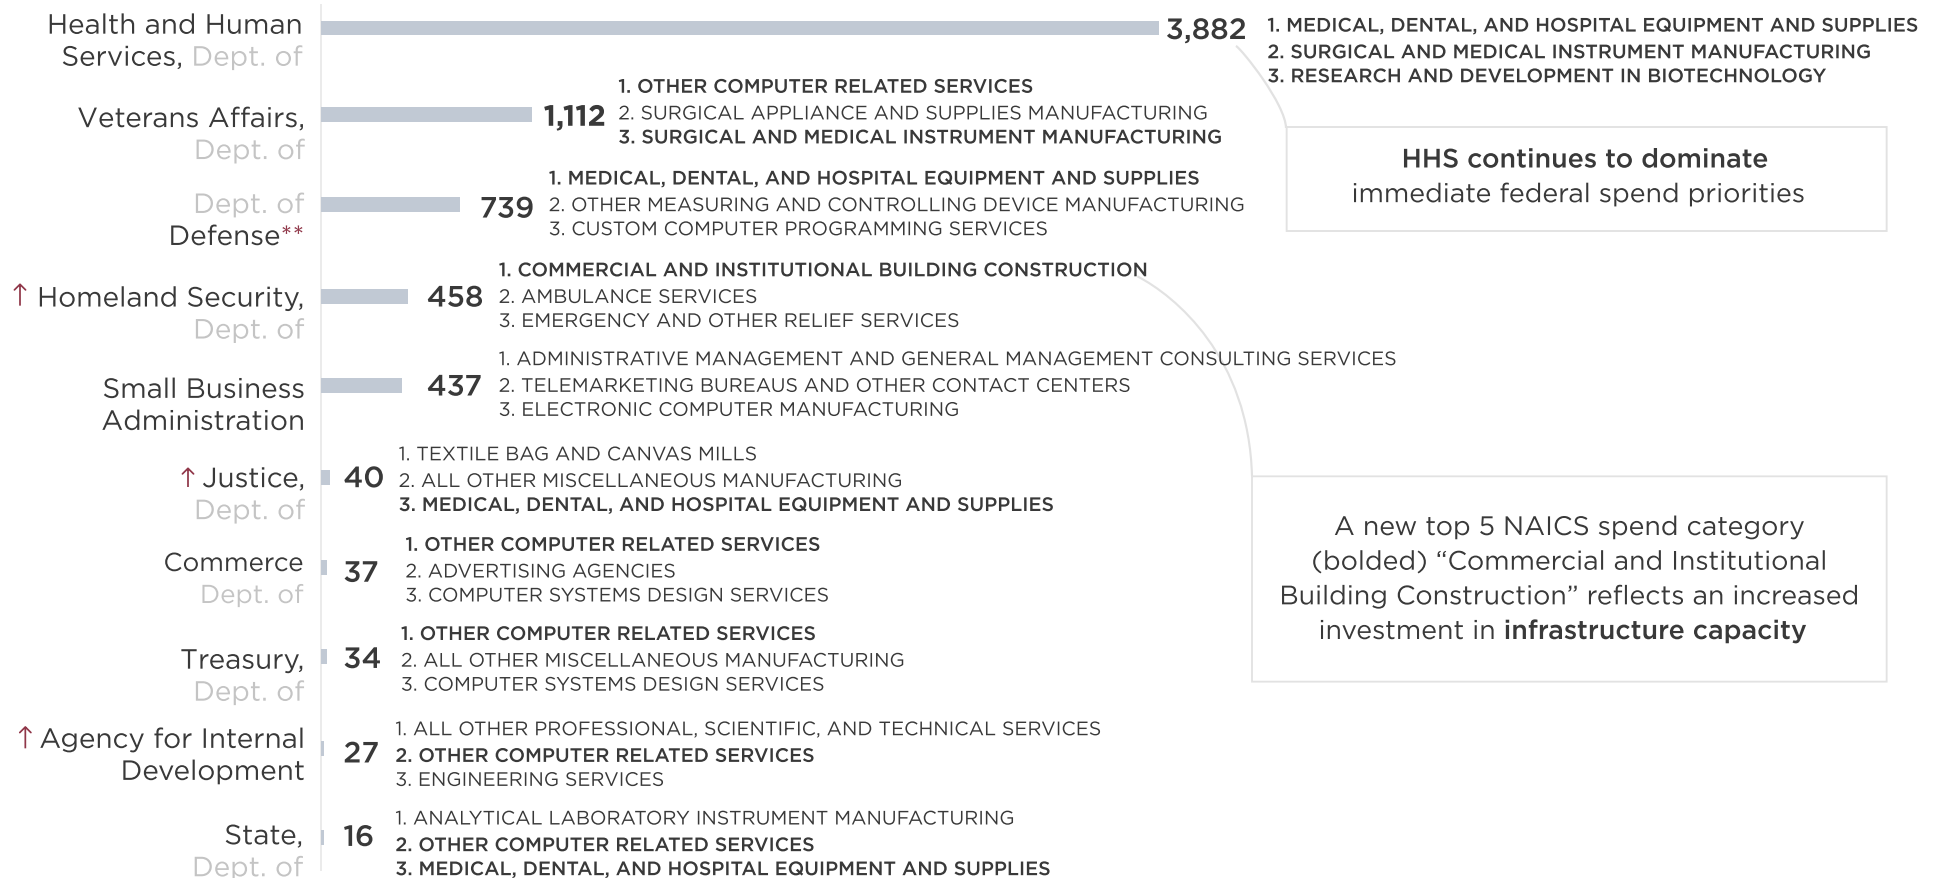 Health and Human
Services, Dept. of
3,882
1. MEDICAL, DENTAL, AND HOSPITAL EQUIPMENT AND SUPPLIES
2. SURGICAL AND MEDICAL INSTRUMENT MANUFACTURING
3. RESEARCH AND DEVELOPMENT IN BIOTECHNOLOGY
HHS continues to dominate
immediate federal spend priorities
Veterans Affairs,
Dept. of
1,112
1. OTHER COMPUTER RELATED SERVICES
2. SURGICAL APPLIANCE AND SUPPLIES MANUFACTURING
3. SURGICAL AND MEDICAL INSTRUMENT MANUFACTURING
Dept. of
Defense**
739
1. MEDICAL, DENTAL, AND HOSPITAL EQUIPMENT AND SUPPLIES
2. OTHER MEASURING AND CONTROLLING DEVICE MANUFACTURING
3. CUSTOM COMPUTER PROGRAMMING SERVICES
↑ Homeland Security,
Dept. of
458
1. COMMERCIAL AND INSTITUTIONAL BUILDING CONSTRUCTION
2. AMBULANCE SERVICES
3. EMERGENCY AND OTHER RELIEF SERVICES
Small Business
Administration
437
1. ADMINISTRATIVE MANAGEMENT AND GENERAL MANAGEMENT CONSULTING SERVICES
2. TELEMARKETING BUREAUS AND OTHER CONTACT CENTERS
3. ELECTRONIC COMPUTER MANUFACTURING
↑ Justice,
Dept. of
40
1. TEXTILE BAG AND CANVAS MILLS
2. ALL OTHER MISCELLANEOUS MANUFACTURING
3. MEDICAL, DENTAL, AND HOSPITAL EQUIPMENT AND SUPPLIES
A new top 5 NAICS spend category
(bolded) “Commercial and Institutional
Building Construction” reflects an increased
investment in infrastructure capacity
Commerce
Dept. of
37
1. OTHER COMPUTER RELATED SERVICES
2. ADVERTISING AGENCIES
3. COMPUTER SYSTEMS DESIGN SERVICES
Treasury,
Dept. of
34
1. OTHER COMPUTER RELATED SERVICES
2. ALL OTHER MISCELLANEOUS MANUFACTURING
3. COMPUTER SYSTEMS DESIGN SERVICES
↑ Agency for Internal
Development
27
1. ALL OTHER PROFESSIONAL, SCIENTIFIC, AND TECHNICAL SERVICES
2. OTHER COMPUTER RELATED SERVICES
3. ENGINEERING SERVICES
State,
Dept. of
16
1. ANALYTICAL LABORATORY INSTRUMENT MANUFACTURING
2. OTHER COMPUTER RELATED SERVICES
3. MEDICAL, DENTAL, AND HOSPITAL EQUIPMENT AND SUPPLIES